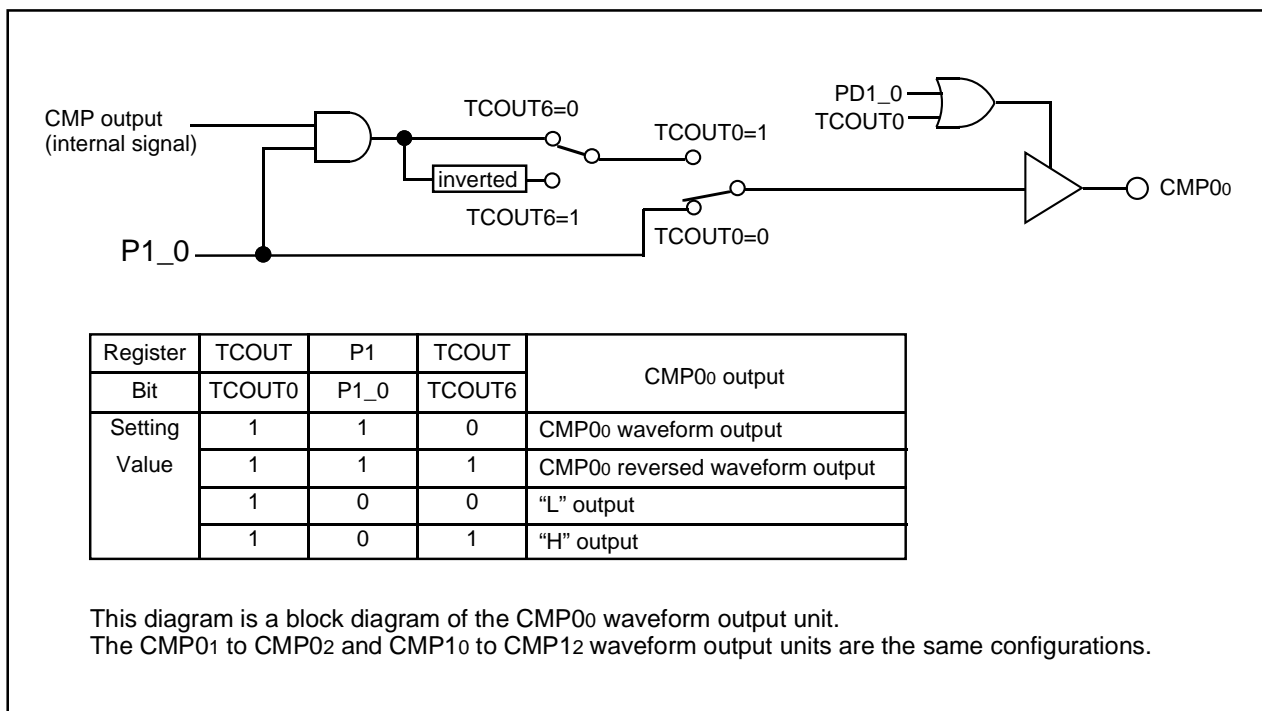 PD1_0
TCOUT0
CMP output
(internal signal)
TCOUT6=0
TCOUT0=1
inverted
CMP00
TCOUT6=1
TCOUT0=0
P1_0
Register TCOUT P1 TCOUT CMP00 output
Bit TCOUT0 P1_0 TCOUT6
Setting 1 1 0 CMP00 waveform output
Value 1 1 1 CMP00 reversed waveform output
1 0 0 “L” output
1 0 1 “H” output
This diagram is a block diagram of the CMP00 waveform output unit.
The CMP01 to CMP02 and CMP10 to CMP12 waveform output units are the same configurations.